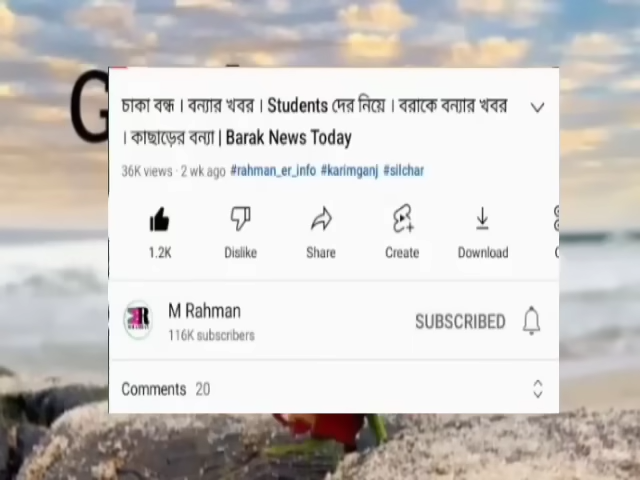 G
চাকা বন্ধ । বন্যার খবর । Students দের নিয়ে । বরাকে বন্যার খবর
। কাছাড়ের বন্যা | Barak News Today
36K views · 2 wk ago #rahman_er_info #karimganj #silchar
1.2K Dislike Share Create Download
M Rahman
116K subscribers
SUBSCRIBED
Comments 20